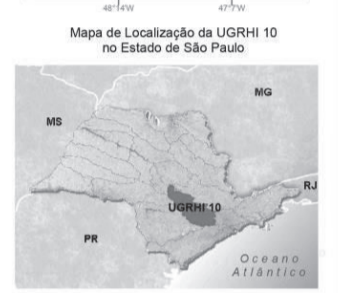 48°14'W 47°7'W
Mapa de Localização da UGRHI 10
no Estado de São Paulo
MG
MS
RJ
UGRHI 10
PR
Oceano
Atlântico